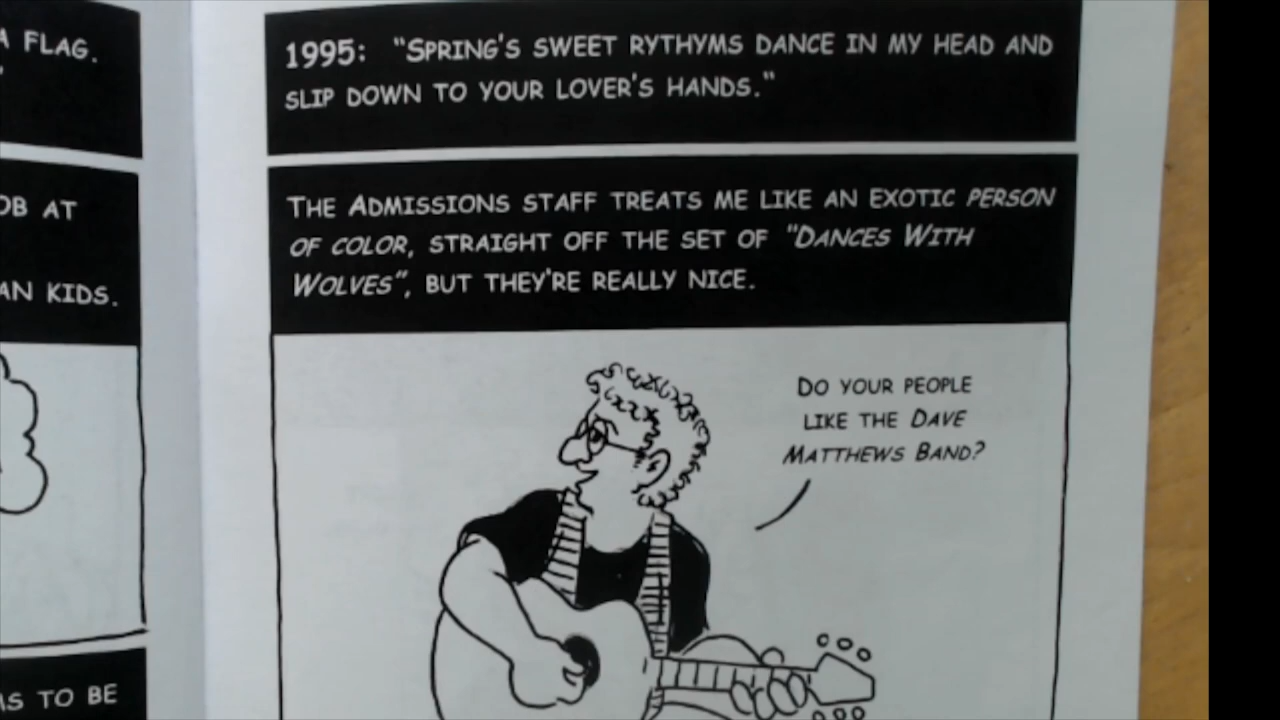 A FLAG.
OB AT
AN KIDS.
TO BE
1995: "SPRING'S SWEET RYTHYMS DANCE IN MY HEAD AND
SLIP DOWN TO YOUR LOVER'S HANDS."
THE ADMISSIONS STAFF TREATS ME LIKE AN EXOTIC PERSON
OF COLOR, STRAIGHT OFF THE SET OF "DANCES WITH
WOLVES", BUT THEY'RE REALLY NICE.
DO YOUR PEOPLE
LIKE THE DAVE
MATTHEWS BAND?